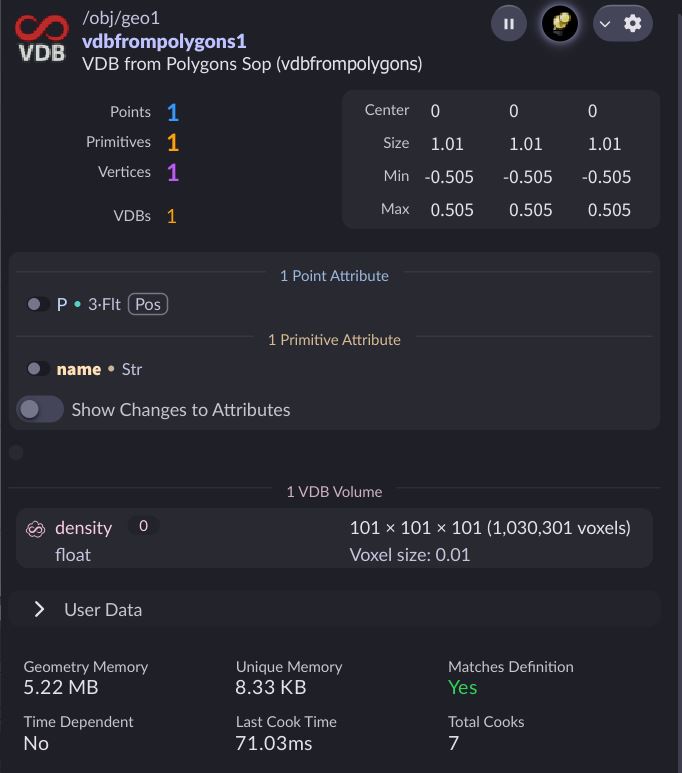 /obj/geo1
vdbfrompolygons1
VDB
VDB from Polygons Sop (vdbfrompolygons)
Points 1
Primitives 1
Vertices 1
VDBs 1
Center 0 0 0
Size 1.01 1.01 1.01
Min -0.505 -0.505 -0.505
Max 0.505 0.505 0.505
1 Point Attribute
P • 3·Flt Pos
1 Primitive Attribute
name • Str
Show Changes to Attributes
1 VDB Volume
density 0 101 × 101 × 101 (1,030,301 voxels)
float Voxel size: 0.01
User Data
Geometry Memory Unique Memory Matches Definition
5.22 MB 8.33 KB Yes
Time Dependent Last Cook Time Total Cooks
No 71.03ms 7